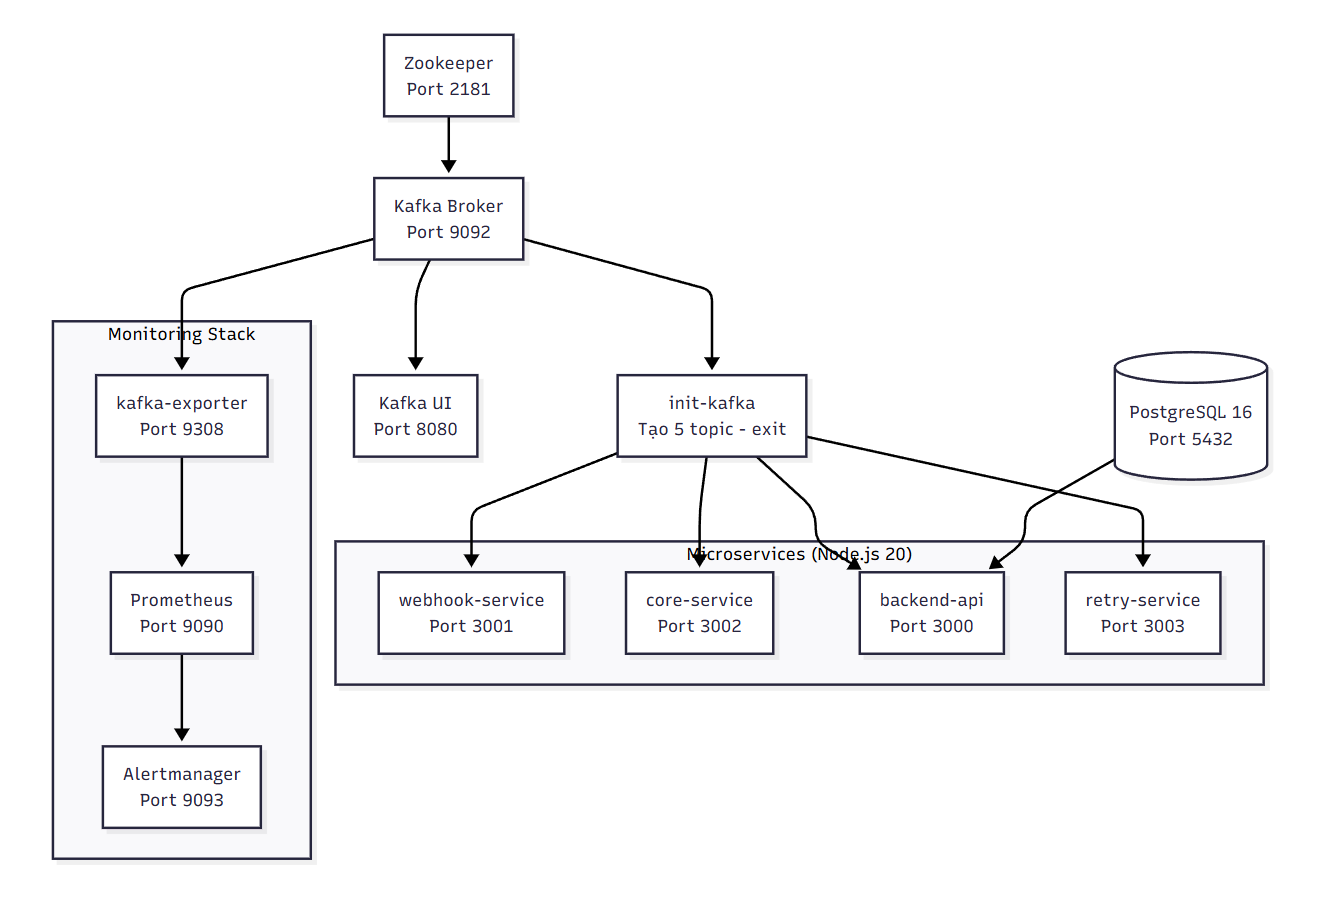 Zookeeper
Port 2181
Kafka Broker
Port 9092
Monitoring Stack
kafka-exporter
Port 9308
Kafka UI
Port 8080
init-kafka
Tạo 5 topic - exit
PostgreSQL 16
Port 5432
Microservices (Node.js 20)
webhook-service
Port 3001
core-service
Port 3002
backend-api
Port 3000
retry-service
Port 3003
Prometheus
Port 9090
Alertmanager
Port 9093